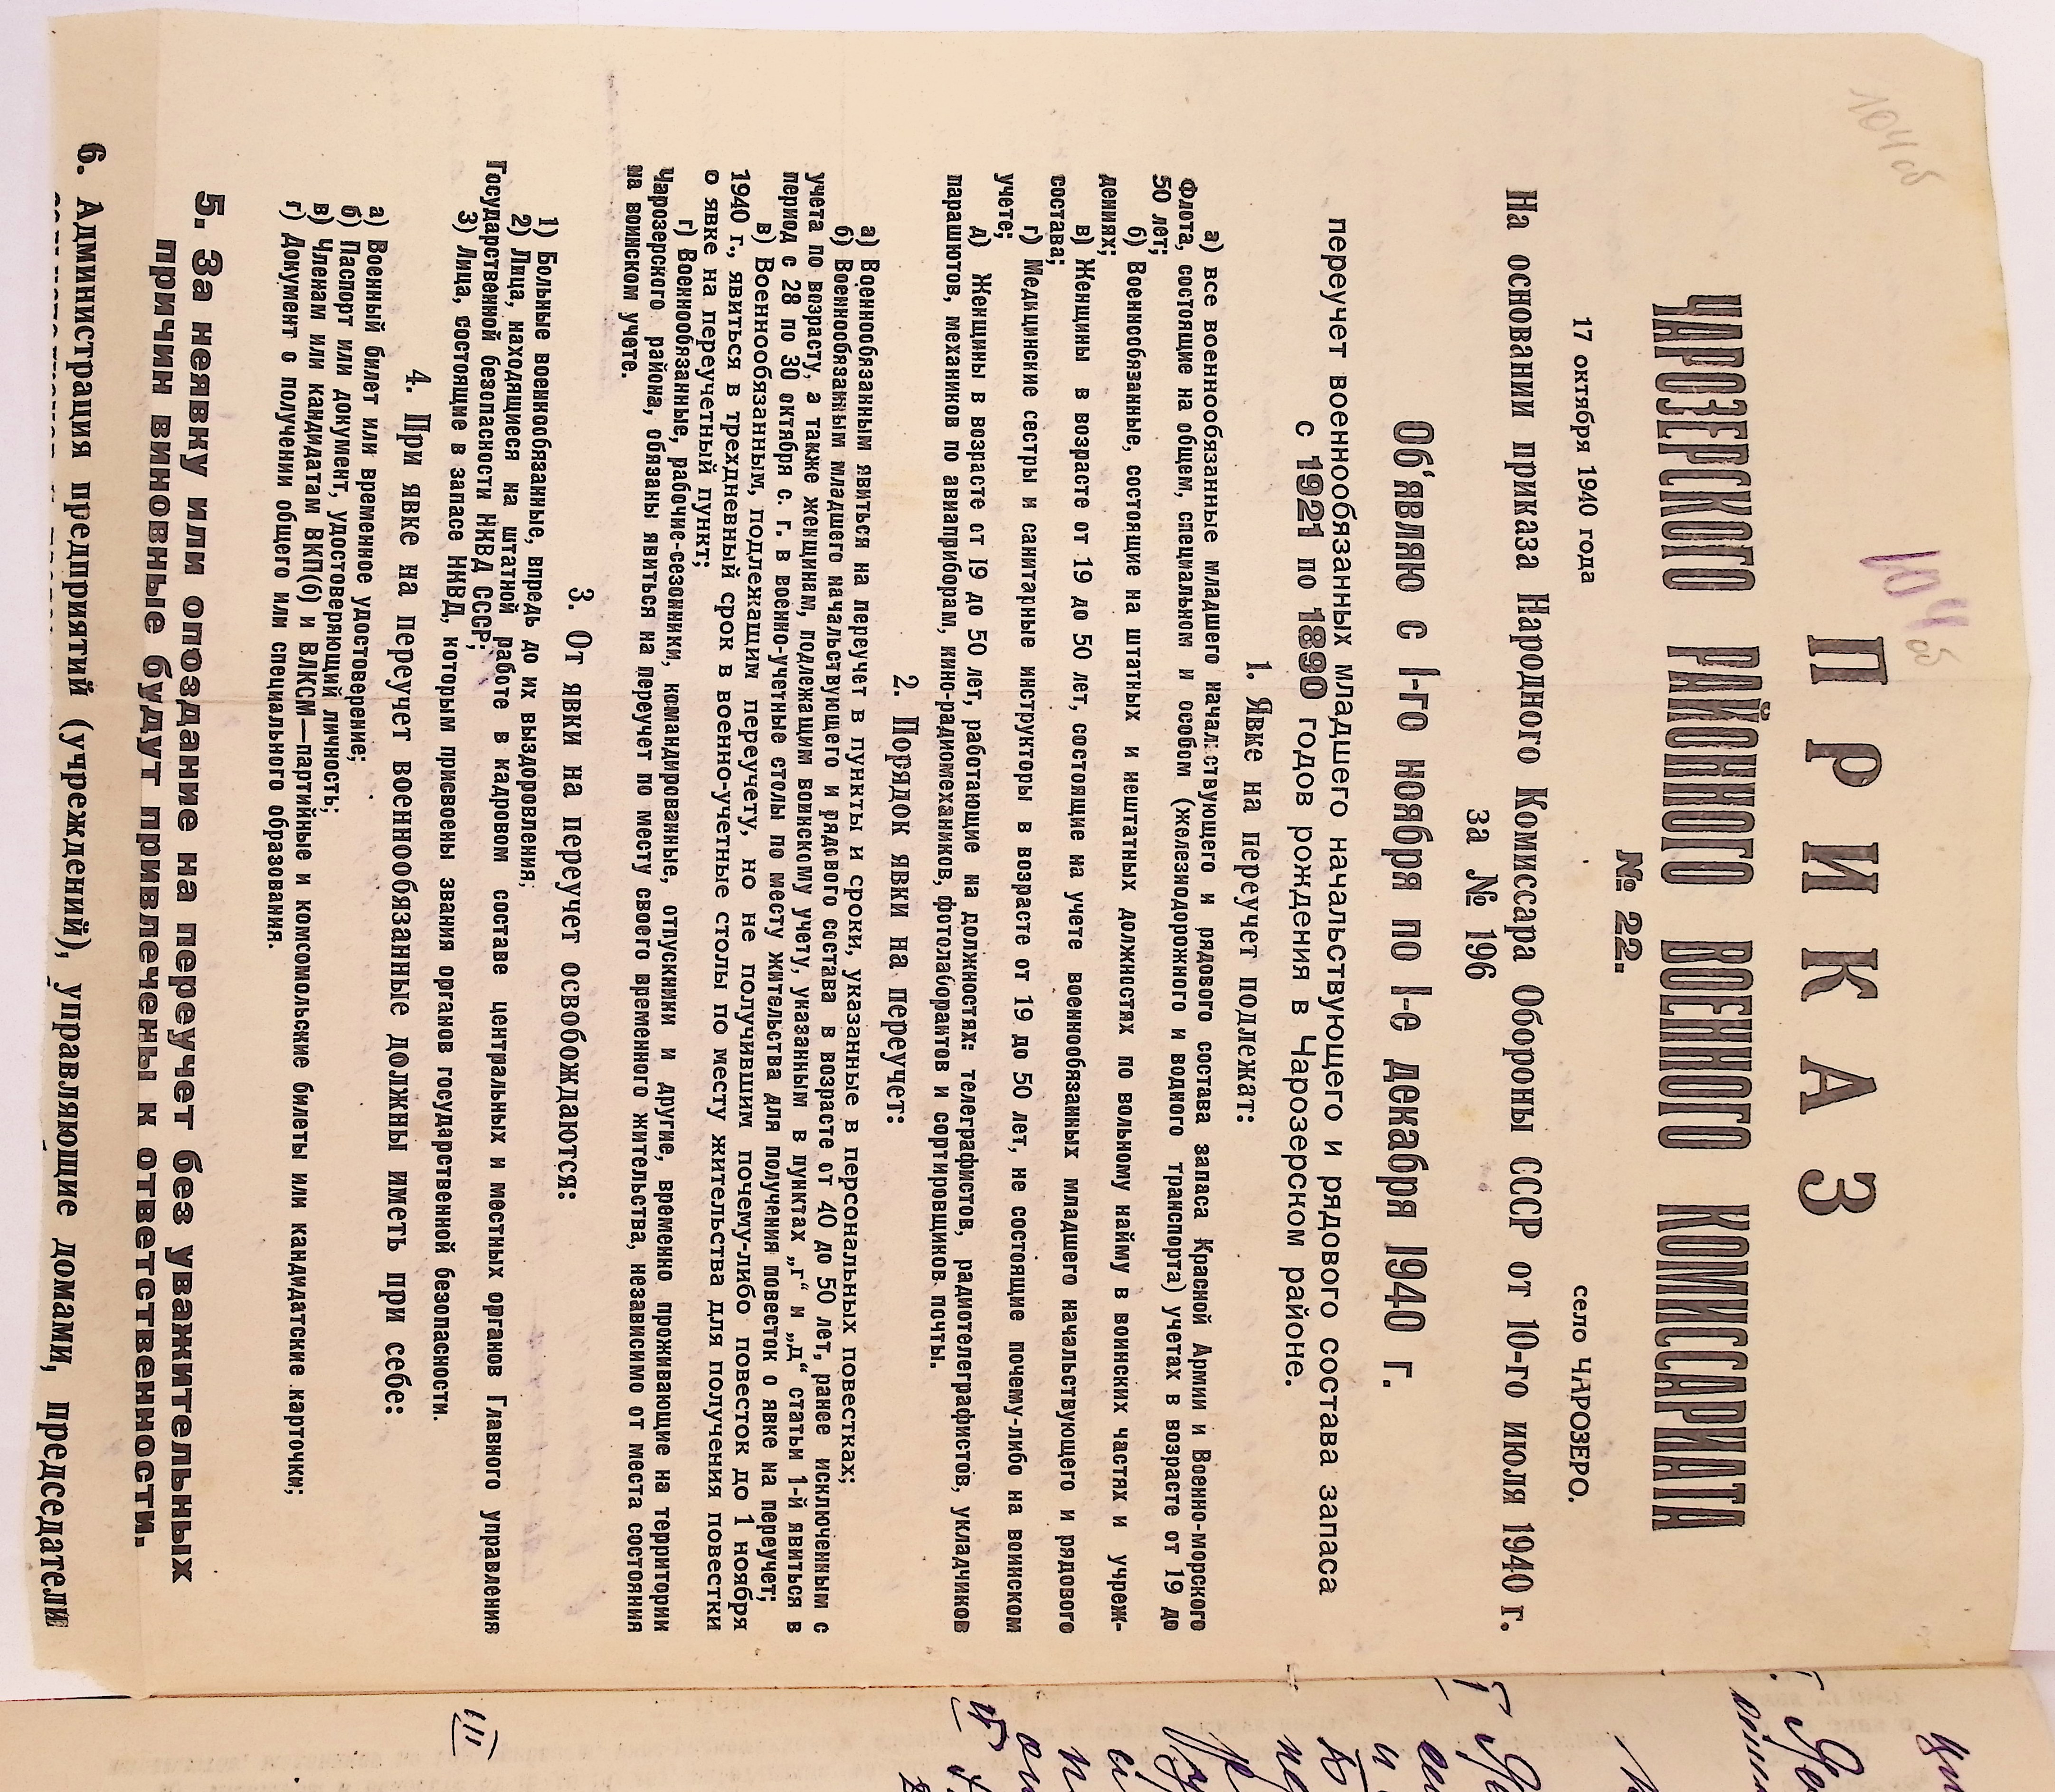 104 об
104 об
ПРИКАЗ
ЧАРОЗЕРСКОГО РАЙОННОГО ВОЕННОГО КОМИССАРИАТА
№ 22.
17 октября 1940 года село ЧАРОЗЕРО.
На основании приказа Народного Комиссара Обороны СССР от 10-го июля 1940 г.
за № 196
Об‘являю с 1-го ноября по 1-е декабря 1940 г.
переучет военнообязанных младшего начальствующего и рядового состава запаса
с 1921 по 1890 годов рождения в Чарозерском районе.
1. Явке на переучет подлежат:
а) все военнообязанные младшего начальствующего и рядового состава запаса Красной Армии и Военно-морского
Флота, состоящие на общем, специальном и особом (железнодорожного и водного транспорта) учетах в возрасте от 19 до
50 лет;
б) Военнообязанные, состоящие на штатных и нештатных должностях по вольному найму в воинских частях и учреж-
дениях;
в) Женщины в возрасте от 19 до 50 лет, состоящие на учете военнообязанных младшего начальствующего и рядового
состава;
г) Медицинские сестры и санитарные инструкторы в возрасте от 19 до 50 лет, не состоящие почему-либо на воинском
учете;
д) Женщины в возрасте от 19 до 50 лет, работающие на должностях: телеграфистов, радиотелеграфистов, укладчиков
парашютов, механиков по авиаприборам, кино-радиомехаников, фотолаборантов и сортировщиков почты.
2. Порядок явки на переучет:
а) Военнообязанным явиться на переучет в пункты и сроки, указанные в персональных повестках;
б) Военнообязанным младшего начальствующего и рядового состава в возрасте от 40 до 50 лет, ранее исключенным с
учета по возрасту, а также женщинам, подлежащим воинскому учету, указанным в пунктах „г“ и „д“ статьи 1-й явиться в
период с 28 по 30 октября с. г. в военно-учетные столы по месту жительства для получения повесток о явке на переучет;
в) Военнообязанным, подлежащим переучету, но не получившим почему-либо повесток до 1 ноября
1940 г., явиться в трехдневный срок в военно-учетные столы по месту жительства для получения повестки
о явке на переучетный пункт;
г) Военнообязанные, рабочие-сезонники, командированные, отпускники и другие, временно проживающие на территории
Чарозерского района, обязаны явиться на переучет по месту своего временного жительства, независимо от места состояния
на воинском учете.
3. От явки на переучет освобождаются:
1) Больные военнообязанные, впредь до их выздоровления;
2) Лица, находящиеся на штатной работе в кадровом составе центральных и местных органов Главного управления
Государственной безопасности НКВД СССР;
3) Лица, состоящие в запасе НКВД, которым присвоены звания органов государственной безопасности.
4. При явке на переучет военнообязанные должны иметь при себе:
а) Военный билет или временное удостоверение;
б) Паспорт или документ, удостоверяющий личность;
в) Членам или кандидатам ВКП(б) и ВЛКСМ—партийные и комсомольские билеты или кандидатские карточки;
г) Документ о получении общего или специального образования.
5. За неявку или опоздание на переучет без уважительных
причин виновные будут привлечены к ответственности.
6. Администрация предприятий (учреждений), управляющие домами, председатели
III